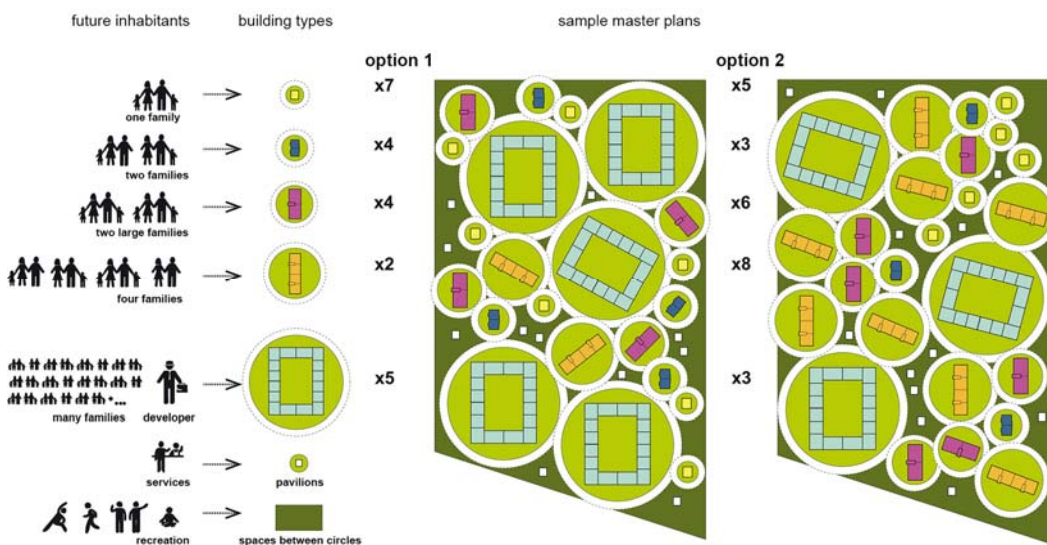 future inhabitants building types sample master plans
option 1 option 2
one family x7 x5
two families x4 x3
two large families x4 x6
four families x2 x8
many families developer x5 x3
services pavilions
recreation spaces between circles